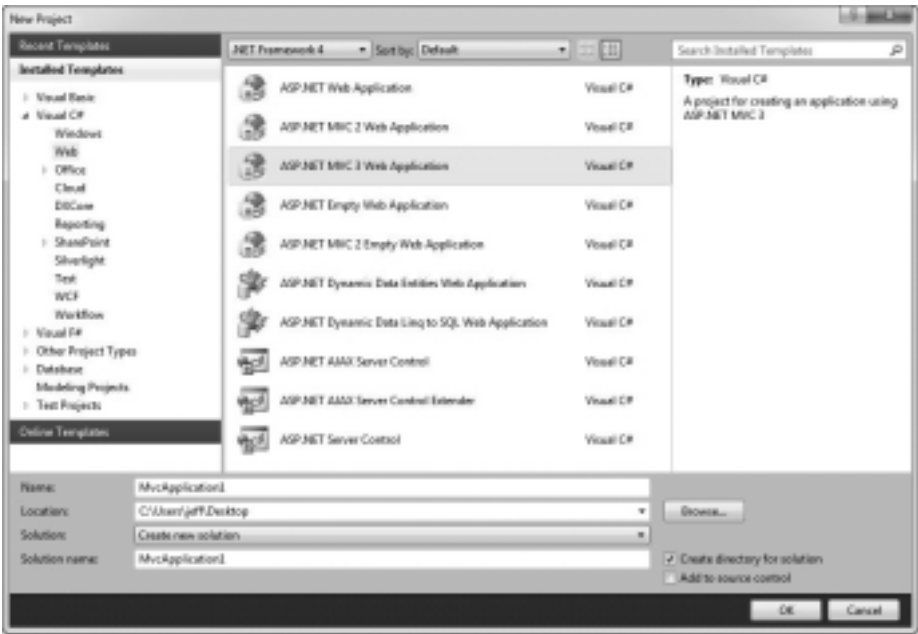 New Project
Recent Templates
Installed Templates
Visual Basic
Visual C#
Windows
Web
Office
Cloud
DXCore
Reporting
SharePoint
Silverlight
Test
WCF
Workflow
Visual F#
Other Project Types
Database
Modeling Projects
Test Projects
Online Templates
.NET Framework 4
Sort by: Default
ASP.NET Web Application Visual C#
ASP.NET MVC 2 Web Application Visual C#
ASP.NET MVC 3 Web Application Visual C#
ASP.NET Empty Web Application Visual C#
ASP.NET MVC 2 Empty Web Application Visual C#
ASP.NET Dynamic Data Entities Web Application Visual C#
ASP.NET Dynamic Data Linq to SQL Web Application Visual C#
ASP.NET AJAX Server Control Visual C#
ASP.NET AJAX Server Control Extender Visual C#
ASP.NET Server Control Visual C#
Search Installed Templates
Type: Visual C#
A project for creating an application using
ASP.NET MVC 3
Name: MvcApplication1
Location: C:\Users\jeff\Desktop
Browse...
Solution: Create new solution
Solution name: MvcApplication1
Create directory for solution
Add to source control
OK Cancel